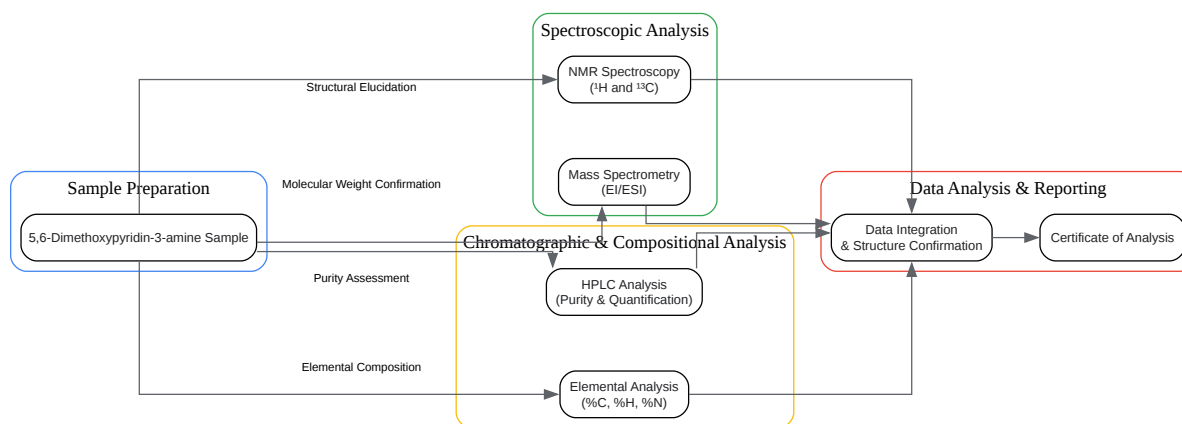 Spectroscopic Analysis
NMR Spectroscopy
(¹H and ¹³C)
Structural Elucidation
Mass Spectrometry
(EI/ESI)
Molecular Weight Confirmation
Sample Preparation
5,6-Dimethoxypyridin-3-amine Sample
Data Analysis & Reporting
Data Integration
& Structure Confirmation
Certificate of Analysis
Chromatographic & Compositional Analysis
Purity Assessment
HPLC Analysis
(Purity & Quantification)
Elemental Composition
Elemental Analysis
(%C, %H, %N)